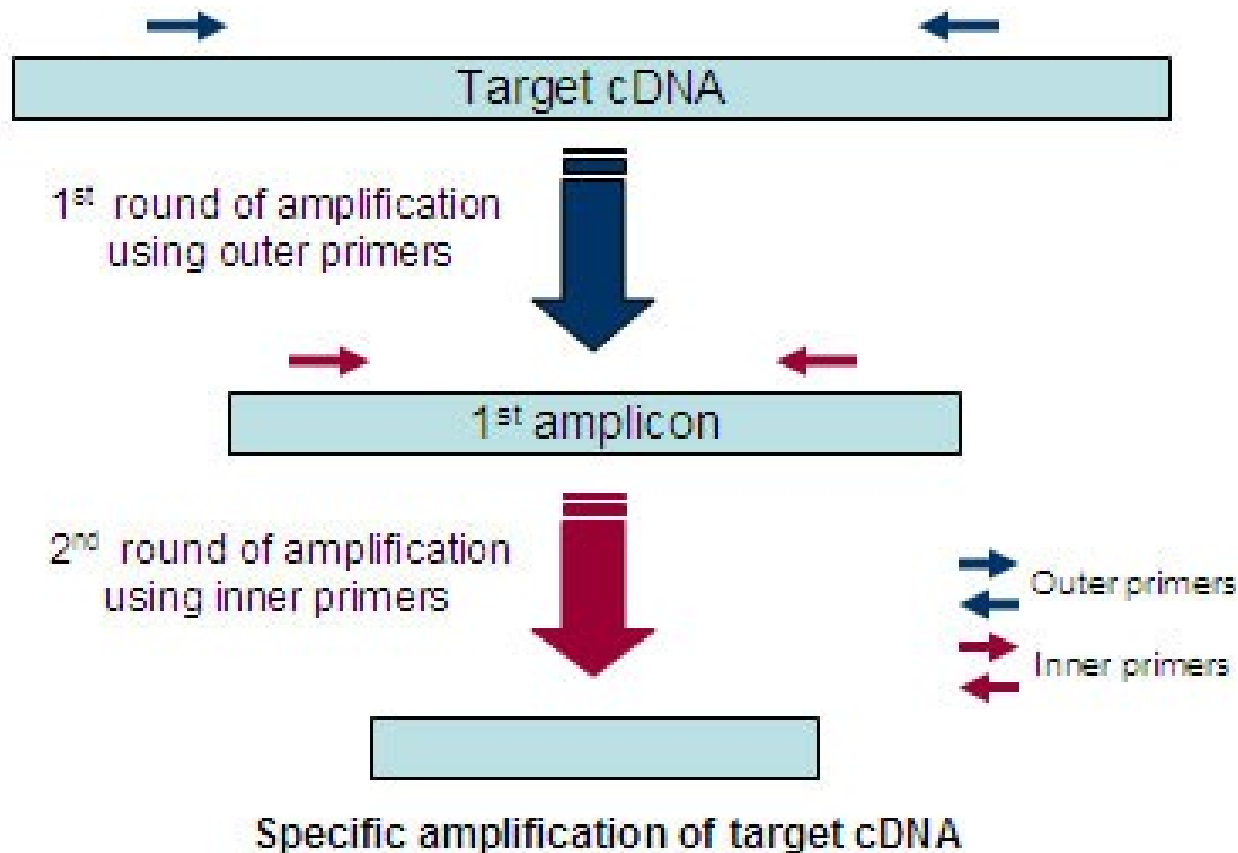 Target cDNA
1st round of amplification
using outer primers
1st amplicon
2nd round of amplification
using inner primers
Outer primers
Inner primers
Specific amplification of target cDNA